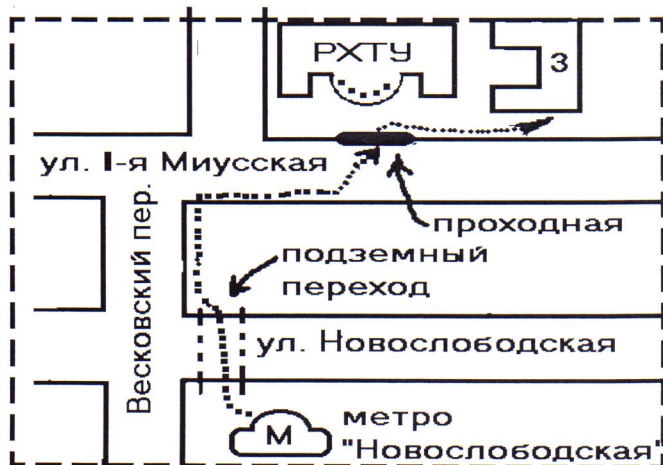 РХТУ
3
ул. I-я Миусская
Весковский пер.
проходная
подземный
переход
ул. Новослободская
М
метро
"Новослободская"